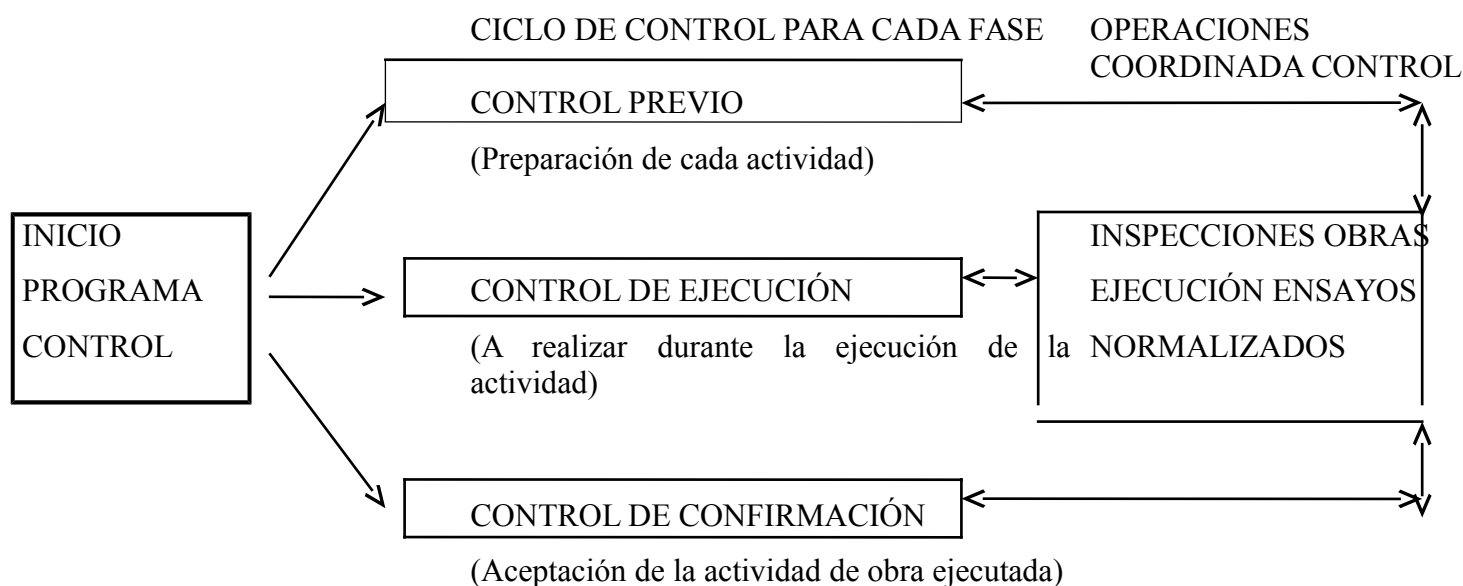 CICLO DE CONTROL PARA CADA FASE
OPERACIONES
COORDINADA CONTROL
CONTROL PREVIO
(Preparación de cada actividad)
INICIO
PROGRAMA
CONTROL
CONTROL DE EJECUCIÓN
(A realizar durante la ejecución de la
actividad)
INSPECCIONES OBRAS
EJECUCIÓN ENSAYOS
NORMALIZADOS
CONTROL DE CONFIRMACIÓN
(Aceptación de la actividad de obra ejecutada)